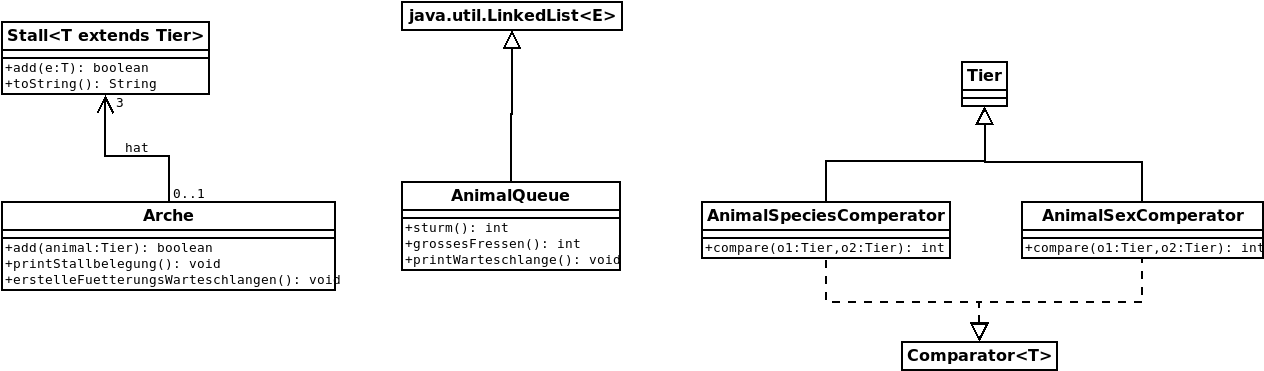 Stall<T extends Tier>
+add(e:T): boolean
+toString(): String
3
hat
0..1
Arche
+add(animal:Tier): boolean
+printStallbelegung(): void
+erstelleFuetterungsWarteschlangen(): void
java.util.LinkedList<E>
AnimalQueue
+sturm(): int
+grossesFressen(): int
+printWarteschlange(): void
Tier
AnimalSpeciesComperator
+compare(o1:Tier,o2:Tier): int
AnimalSexComperator
+compare(o1:Tier,o2:Tier): int
Comparator<T>